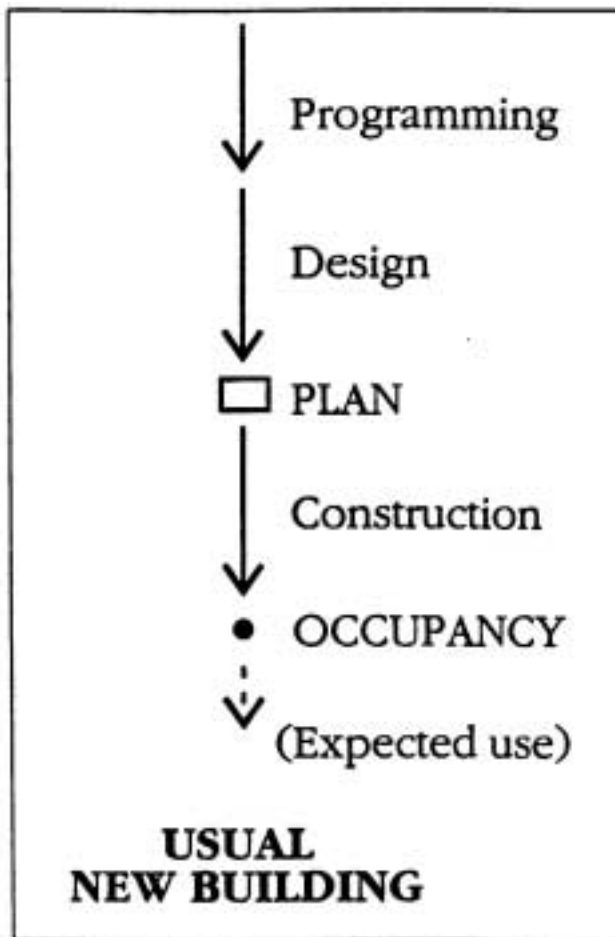 Programming
Design
PLAN
Construction
OCCUPANCY
(Expected use)
USUAL
NEW BUILDING